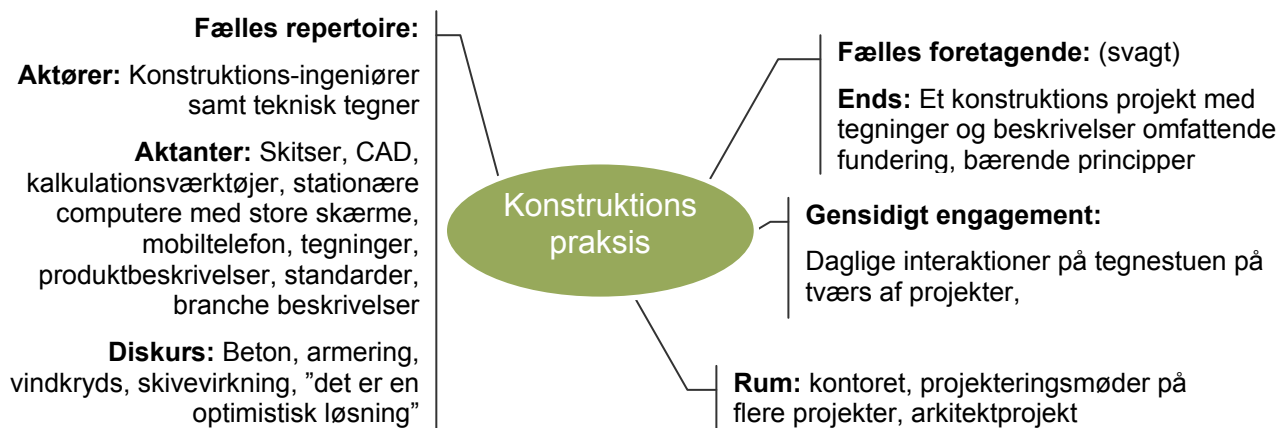 Fælles repertoire:
Aktører: Konstruktions-ingeniører
samt teknisk tegner
Aktanter: Skitser, CAD,
kalkulationsværktøjer, stationære
computere med store skærme,
mobiltelefon, tegninger,
produktbeskrivelser, standarder,
branche beskrivelser
Diskurs: Beton, armering,
vindkryds, skivevirkning, ”det er en
optimistisk løsning”
Konstruktions
praksis
Fælles foretagende: (svagt)
Ends: Et konstruktions projekt med
tegninger og beskrivelser omfattende
fundering, bærende principper
Gensidigt engagement:
Daglige interaktioner på tegnestuen på
tværs af projekter,
Rum: kontoret, projekteringsmøder på
flere projekter, arkitektprojekt